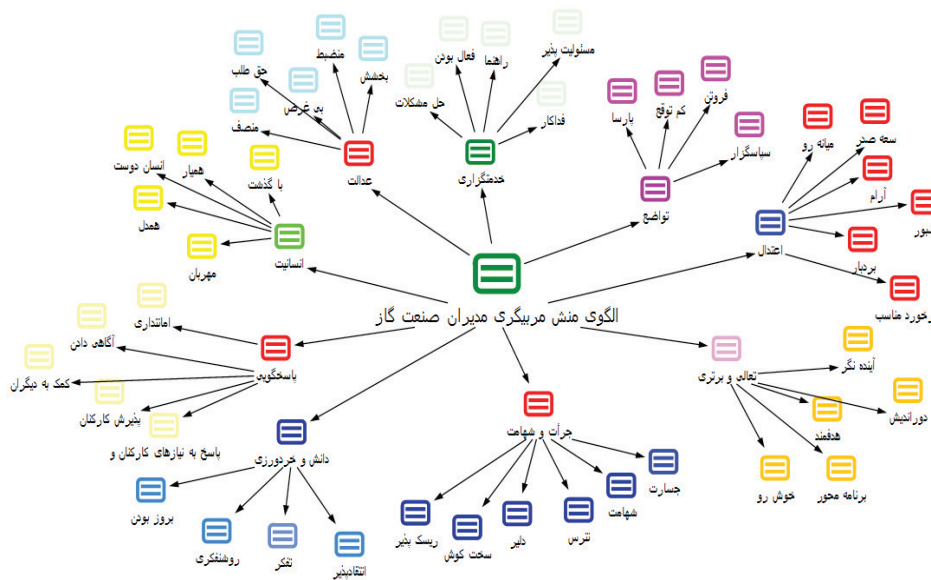 منضبط
حق طلب
بخشش
بی غرض
منصف
عدالت
فعال بودن
راهنما
مسئولیت پذیر
حل مشکلات
فداکار
خدمتگزاری
پارسا
کم توقع
فروتن
سپاسگزار
تواضع
میانه رو
سعه صدر
آرام
بردبار
رخورد مناسب
اعتدال
انسان دوست
همیار
با گذشت
همدل
مهربان
انسانیت
الگوی منش مربیگری مدیران صنعت گاز
امانتداری
آگاهی دادن
کمک به دیگران
پذیرش کارکنان
پاسخ به نیازهای کارکنان و
پاسخگویی
دانش و خردورزی
بروز بودن
روشنفکری
تفکر
انتقادپذیر
جرأت و شهامت
ریسک پذیر
سخت کوش
دلیر
نترس
شهامت
جسارت
تعالی و برتری
آینده نگر
دوراندیش
هدفمند
برنامه محور
خوش رو